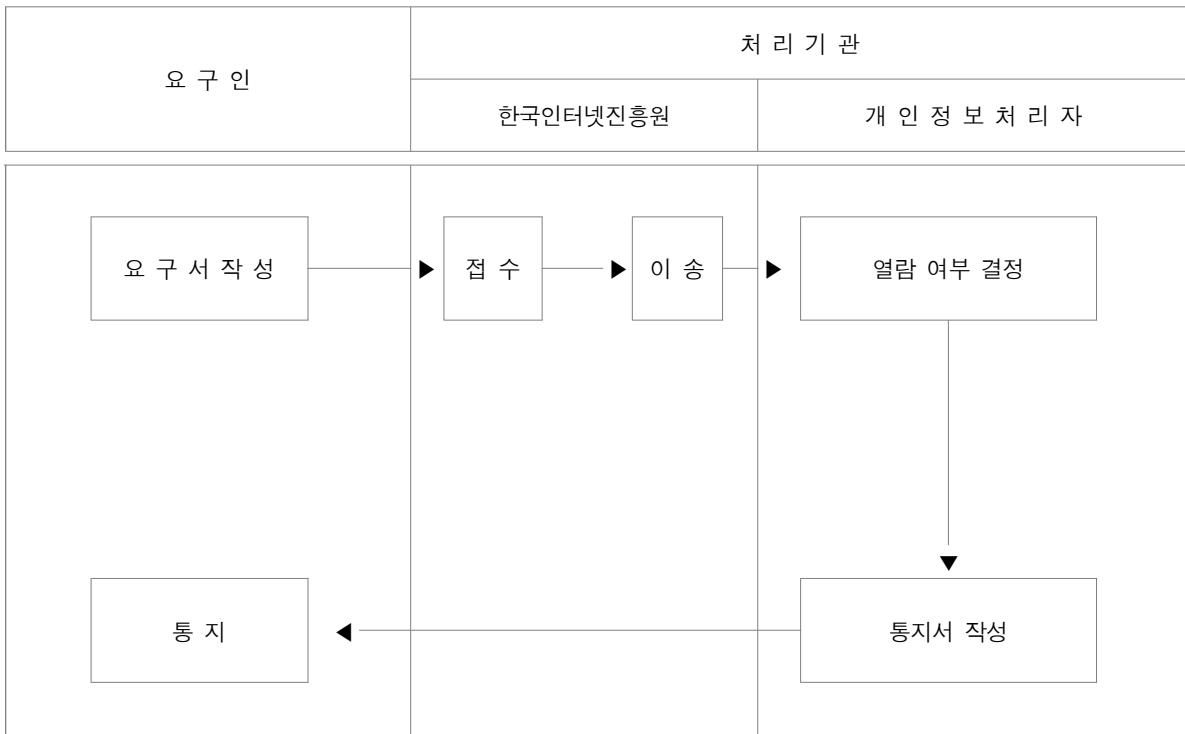 요 구 인
처 리 기 관
한국인터넷진흥원
개 인 정 보 처 리 자
요 구 서 작 성
접 수
이 송
열람 여부 결정
통 지
통지서 작성